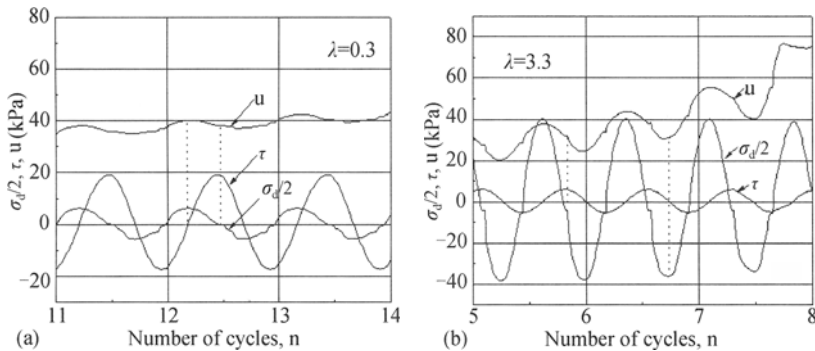 80
60
40
20
0
−20
σd/2, τ, u (kPa)
λ=0.3
u
τ
σd/2
11
12
13
14
(a)
Number of cycles, n
80
60
40
20
0
−20
−40
σd/2, τ, u (kPa)
λ=3.3
u
σd/2
τ
5
6
7
8
(b)
Number of cycles, n